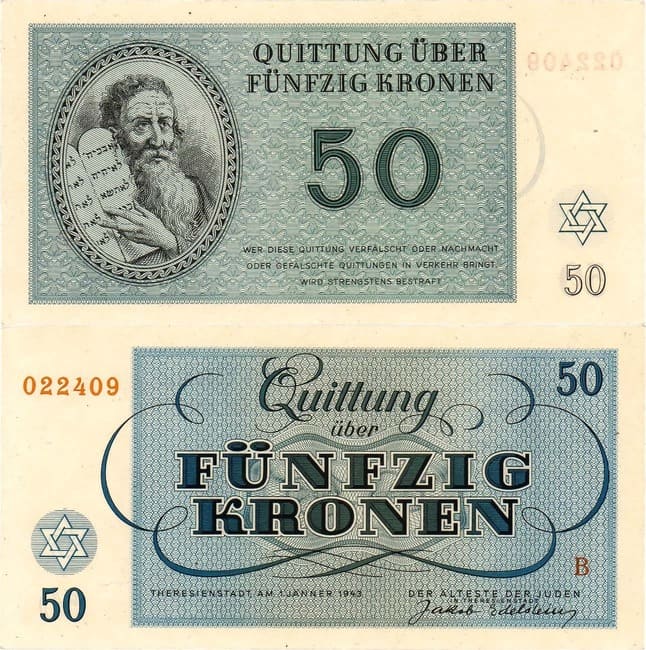 QUITTUNG ÜBER
FÜNFZIG KRONEN
50
WER DIESE QUITTUNG VERFÄLSCHT ODER NACHMACHT
ODER GEFÄLSCHTE QUITTUNGEN IN VERKEHR BRINGT,
WIRD STRENGSTENS BESTRAFT
50
022409
50
Quittung
über
FÜNFZIG
KRONEN
B
50
THERESIENSTADT AM 1. JÄNNER 1943
DER ÄLTESTE DER JUDEN
IN THERESIENSTADT
Jakob Edelstein